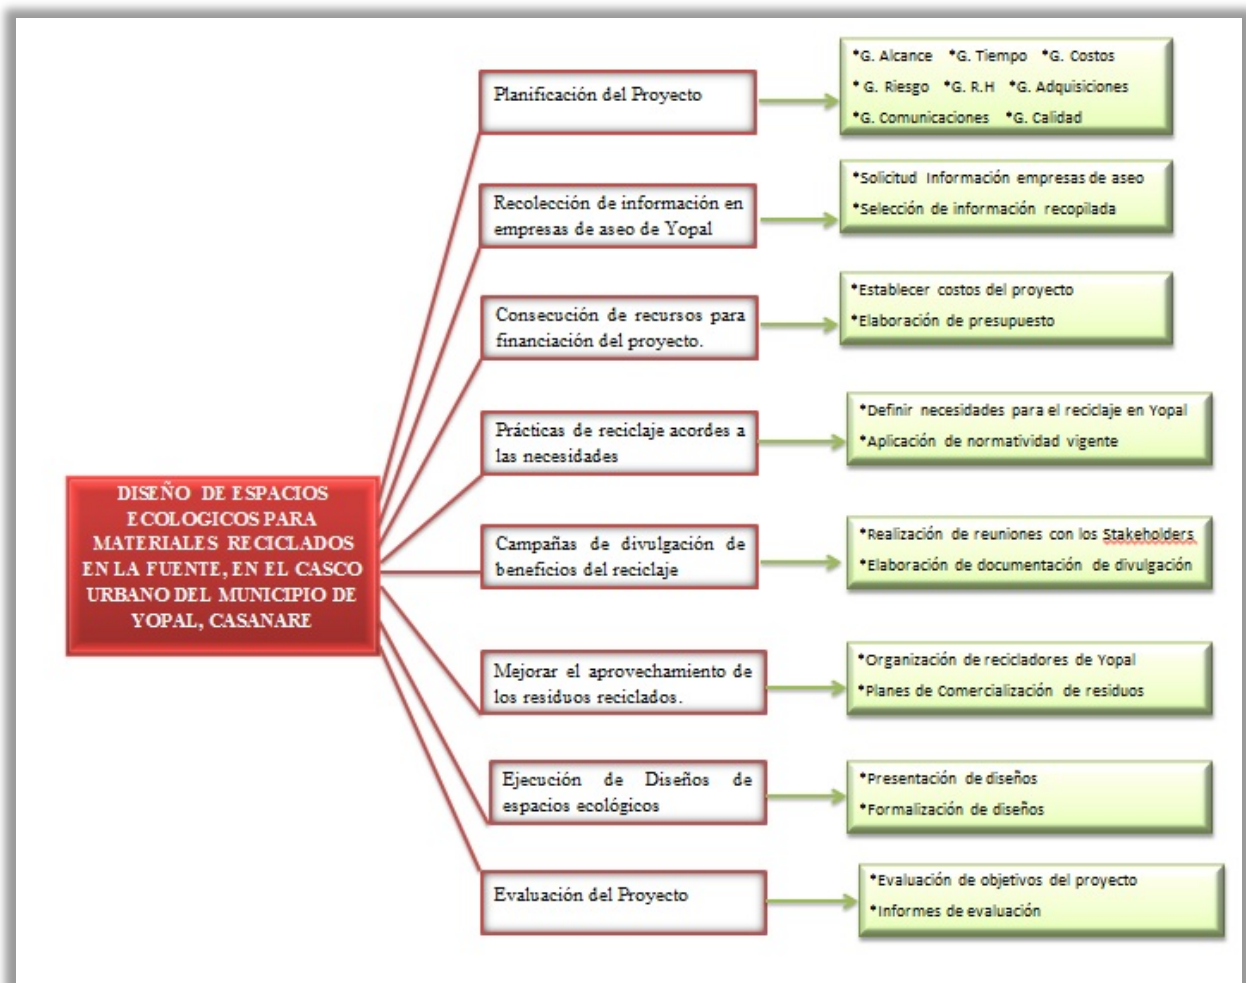 Planificación del Proyecto
*G. Alcance *G. Tiempo *G. Costos
* G. Riesgo *G. R.H *G. Adquisiciones
*G. Comunicaciones *G. Calidad
Recolección de información en
empresas de aseo de Yopal
*Solicitud Información empresas de aseo
*Selección de información recopilada
Consecución de recursos para
financiación del proyecto.
*Establecer costos del proyecto
*Elaboración de presupuesto
Prácticas de reciclaje acordes a
las necesidades
*Definir necesidades para el reciclaje en Yopal
*Aplicación de normatividad vigente
DISEÑO DE ESPACIOS
ECOLOGICOS PARA
MATERIALES RECICLADOS
EN LA FUENTE, EN EL CASCO
URBANO DEL MUNICIPIO DE
YOPAL, CASANARE
Campañas de divulgación de
beneficios del reciclaje
*Realización de reuniones con los Stakeholders
*Elaboración de documentación de divulgación
Mejorar el aprovechamiento de
los residuos reciclados.
*Organización de recicladores de Yopal
*Planes de Comercialización de residuos
Ejecución de Diseños de
espacios ecológicos
*Presentación de diseños
*Formalización de diseños
Evaluación del Proyecto
*Evaluación de objetivos del proyecto
*Informes de evaluación